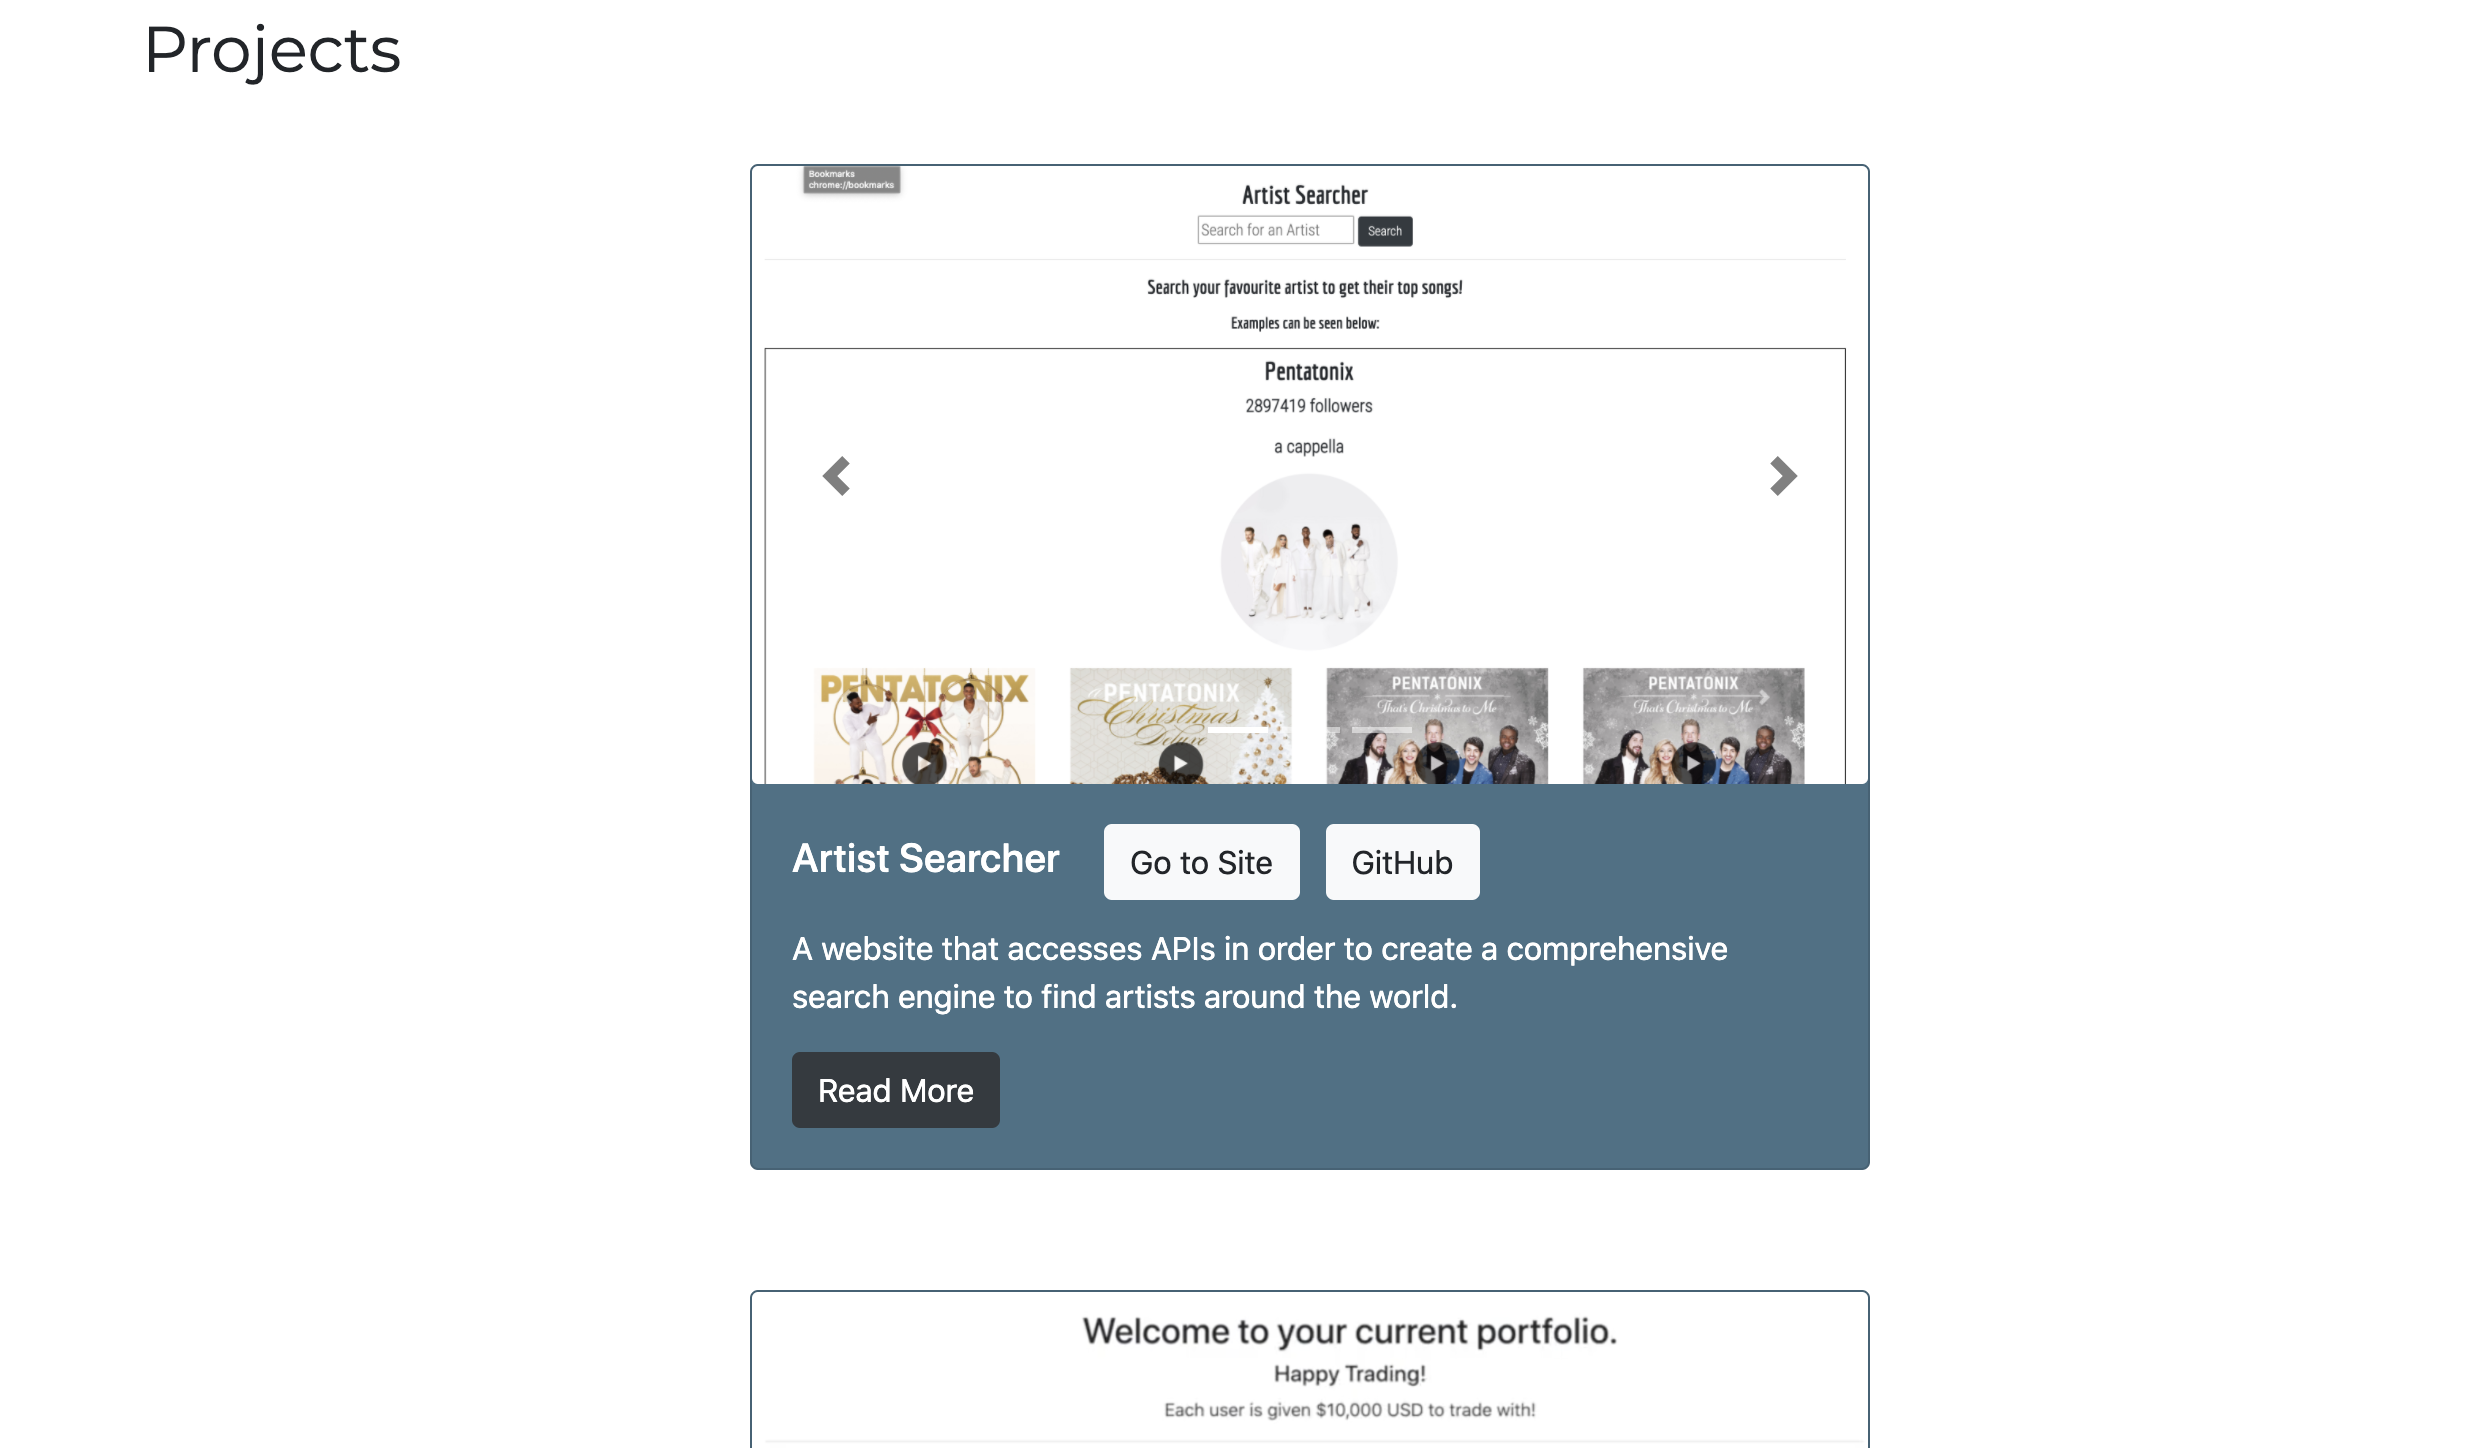 Projects
Bookmarks
chrome://bookmarks
Artist Searcher
Search for an Artist
Search
Search your favourite artist to get their top songs!
Examples can be seen below:
Pentatonix
2897419 followers
a cappella
PENTATONIX
a PENTATONIX
Christmas
Deluxe
PENTATONIX
That's Christmas to Me
PENTATONIX
That's Christmas to Me
Artist Searcher
Go to Site
GitHub
A website that accesses APIs in order to create a comprehensive
search engine to find artists around the world.
Read More
Welcome to your current portfolio.
Happy Trading!
Each user is given $10,000 USD to trade with!